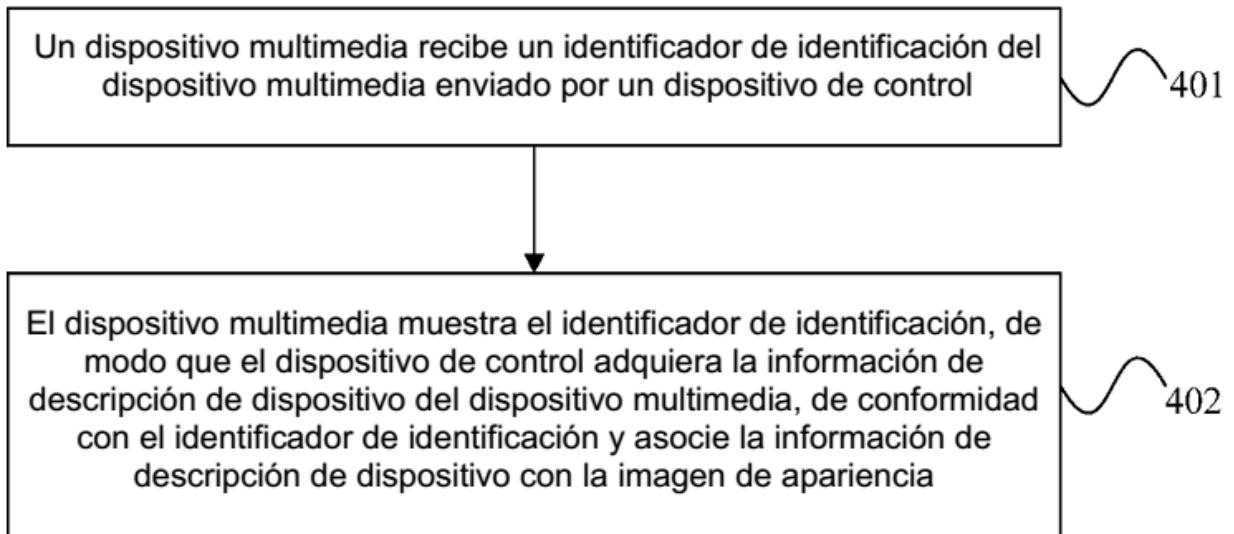 Un dispositivo multimedia recibe un identificador de identificación del
dispositivo multimedia enviado por un dispositivo de control
401
El dispositivo multimedia muestra el identificador de identificación, de
modo que el dispositivo de control adquiera la información de
descripción de dispositivo del dispositivo multimedia, de conformidad
con el identificador de identificación y asocie la información de
descripción de dispositivo con la imagen de apariencia
402